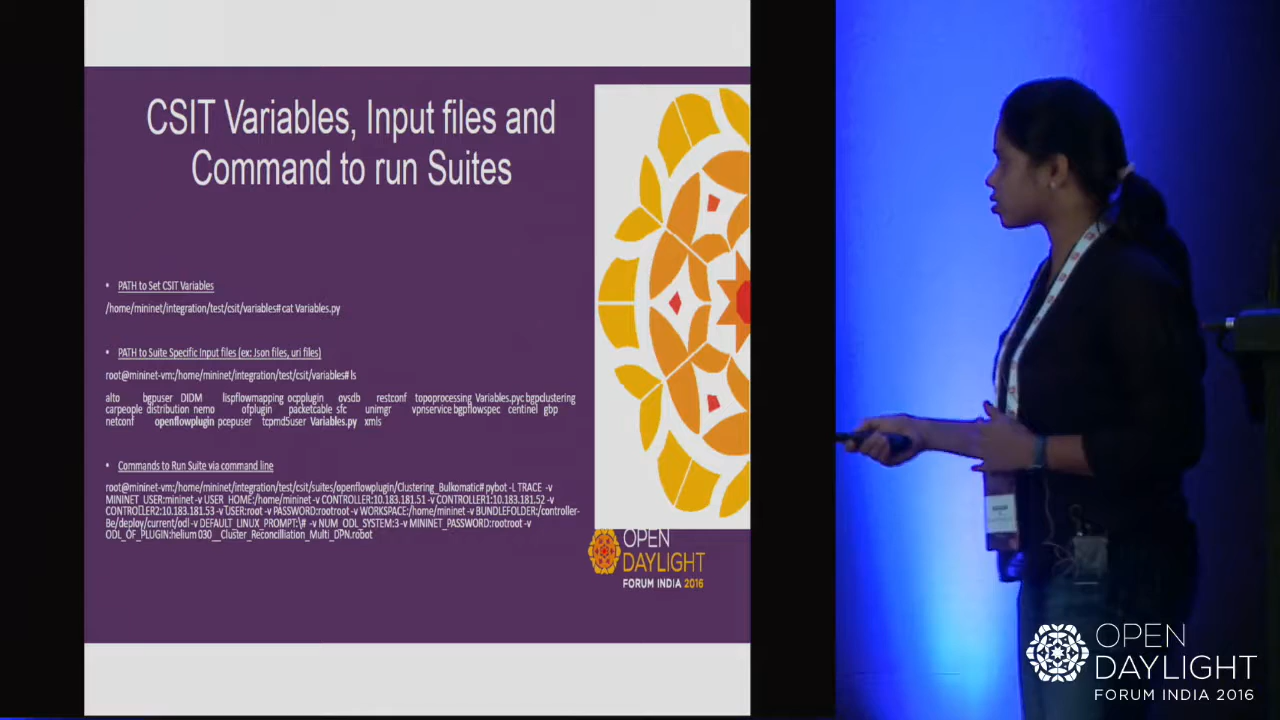 CSIT Variables, Input files and
Command to run Suites
• PATH to Set CSIT Variables
/home/mininet/integration/test/csit/variables# cat Variables.py
• PATH to Suite Specific Input files (ex: Json files, uri files)
root@mininet-vm:/home/mininet/integration/test/csit/variables# ls
alto bgpuser DIDM lispflowmapping ocpplugin ovsdb restconf topoprocessing Variables.pyc bgpclustering
carpeople distribution nemo ofplugin packetcable sfc unimgr vpnservice bgpflowspec centinel gbp
netconf openflowplugin pcepuser tcpmd5user Variables.py xmls
• Commands to Run Suite via command line
root@mininet-vm:/home/mininet/integration/test/csit/suites/openflowplugin/Clustering_Bulkomatic# pybot -L TRACE -v
MININET_USER:mininet -v USER_HOME:/home/mininet -v CONTROLLER:10.183.181.51 -v CONTROLLER1:10.183.181.52 -v
CONTROLLER2:10.183.181.53 -v USER:root -v PASSWORD:rootroot -v WORKSPACE:/home/mininet -v BUNDLEFOLDER:/controller-
Be/deploy/current/odl -v DEFAULT_LINUX_PROMPT:\# -v NUM_ODL_SYSTEM:3 -v MININET_PASSWORD:rootroot -v
ODL_OF_PLUGIN:helium 030__Cluster_Reconcilliation_Multi_DPN.robot
OPEN
DAYLIGHT
FORUM INDIA 2016
OPEN
DAYLIGHT
FORUM INDIA 2016